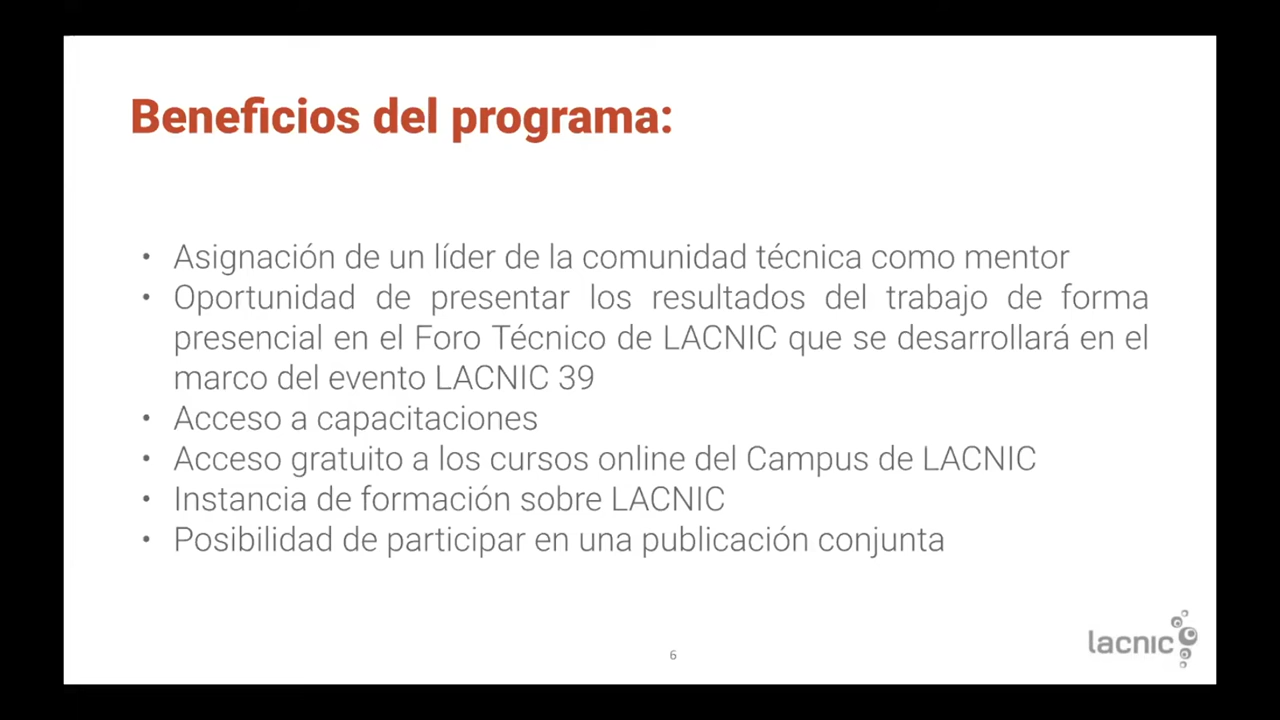 Beneficios del programa:
• Asignación de un líder de la comunidad técnica como mentor
• Oportunidad de presentar los resultados del trabajo de forma
presencial en el Foro Técnico de LACNIC que se desarrollará en el
marco del evento LACNIC 39
• Acceso a capacitaciones
• Acceso gratuito a los cursos online del Campus de LACNIC
• Instancia de formación sobre LACNIC
• Posibilidad de participar en una publicación conjunta
lacnic
6